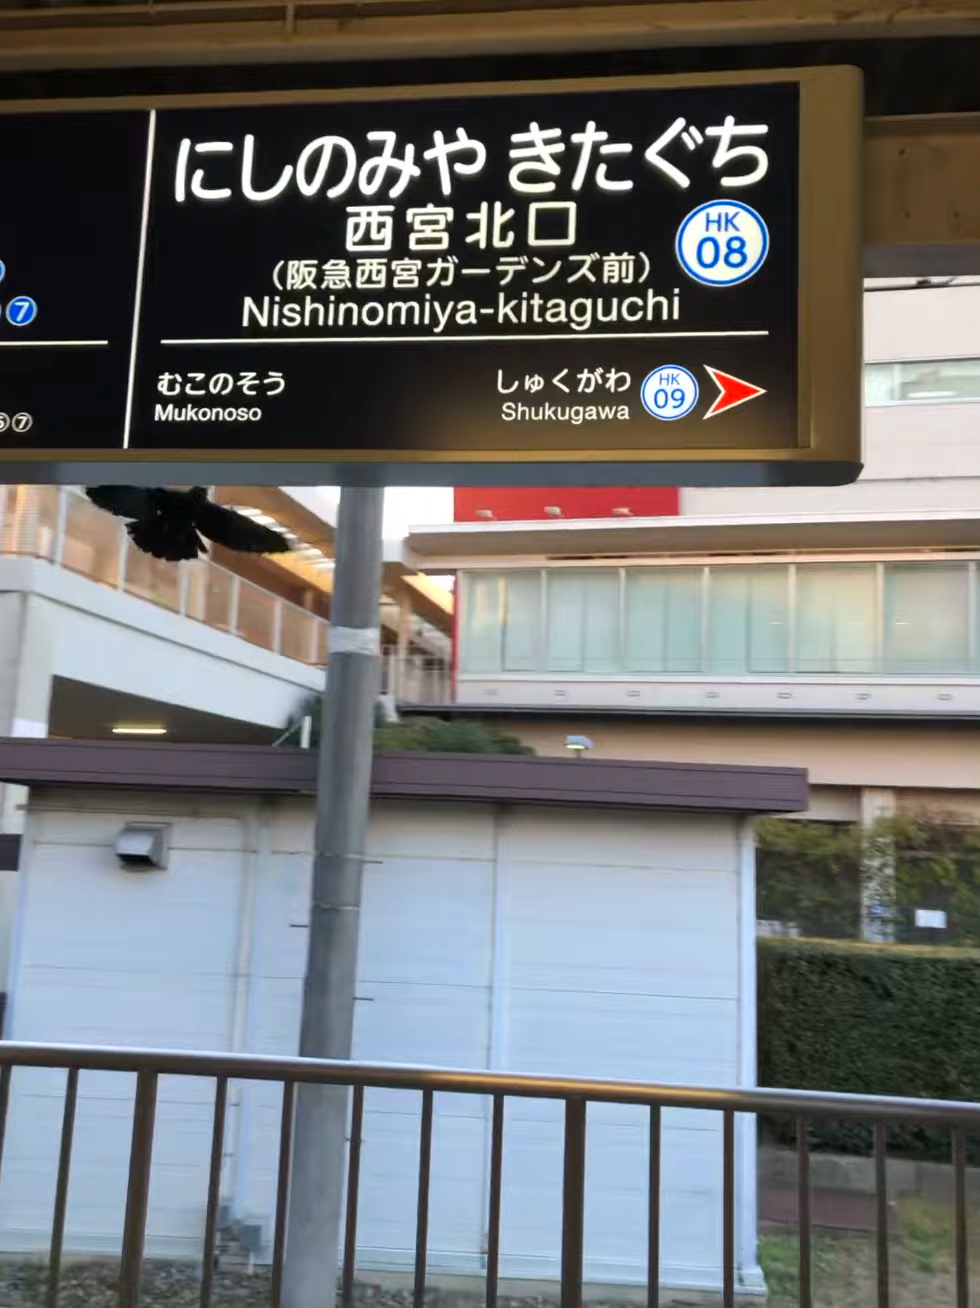 にしのみや きたぐち
西宮北口
HK
08
（阪急西宮ガーデンズ前）
Nishinomiya-kitaguchi
⑦
むこのそう
Mukonoso
しゅくがわ
Shukugawa
HK
09
⑦